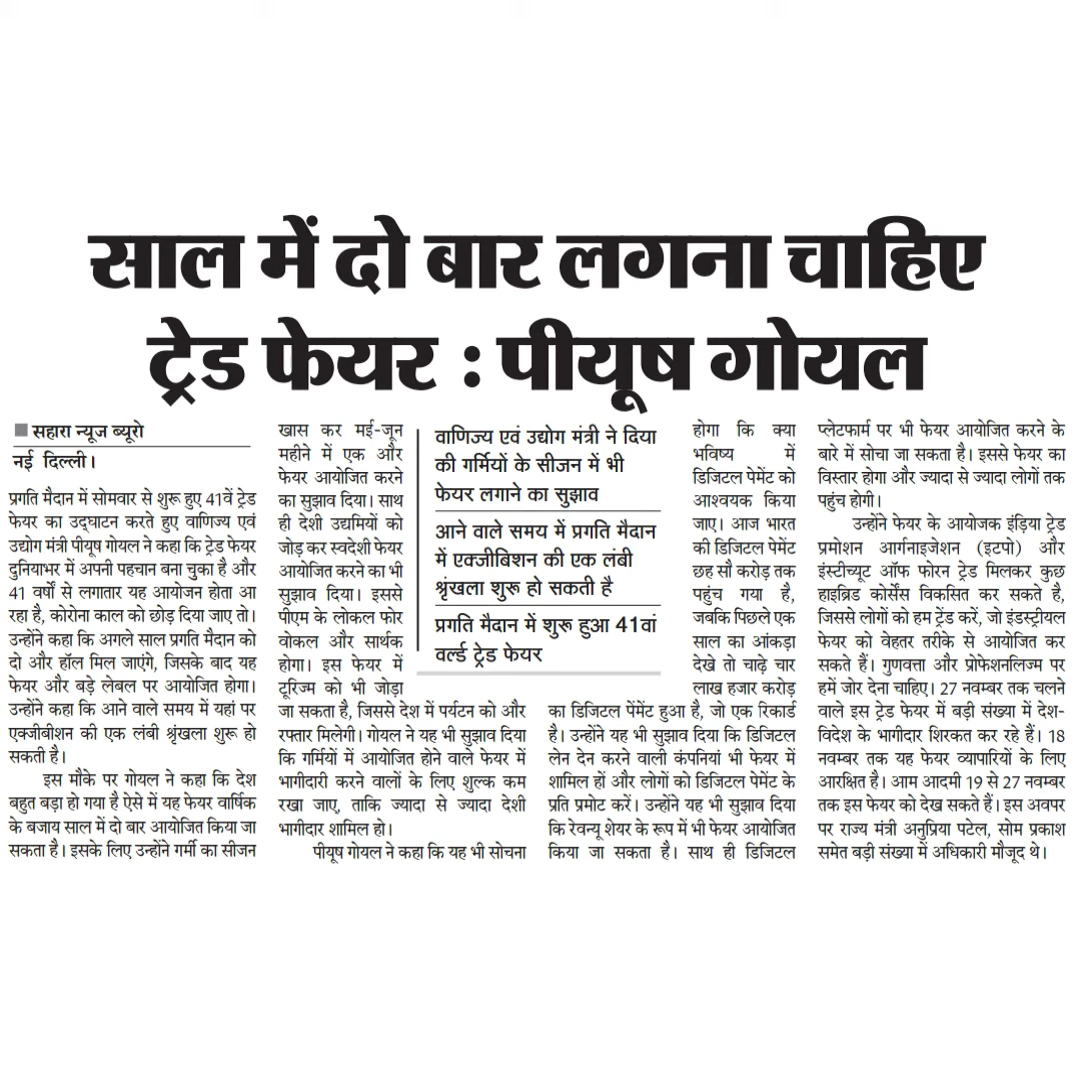 साल में दो बार लगना चाहिए
ट्रेड फेयर : पीयूष गोयल
सहारा न्यूज ब्यूरो
नई दिल्ली।
प्रगति मैदान में सोमवार से शुरू हुए 41वें ट्रेड
फेयर का उद्घाटन करते हुए वाणिज्य एवं
उद्योग मंत्री पीयूष गोयल ने कहा कि ट्रेड फेयर
दुनियाभर में अपनी पहचान बना चुका है और
41 वर्षों से लगातार यह आयोजन होता आ
रहा है, कोरोना काल को छोड़ दिया जाए तो।
उन्होंने कहा कि अगले साल प्रगति मैदान को
दो और हॉल मिल जाएंगे, जिसके बाद यह
फेयर और बड़े लेबल पर आयोजित होगा।
उन्होंने कहा कि आने वाले समय में यहां पर
एक्जीबीशन की एक लंबी श्रृंखला शुरू हो
सकती है।
इस मौके पर गोयल ने कहा कि देश
बहुत बड़ा हो गया है ऐसे में यह फेयर वार्षिक
के बजाय साल में दो बार आयोजित किया जा
सकता है। इसके लिए उन्होंने गर्मी का सीजन
खास कर मई-जून
महीने में एक और
फेयर आयोजित करने
का सुझाव दिया। साथ
ही देशी उद्यमियों को
जोड़ कर स्वदेशी फेयर
आयोजित करने का भी
सुझाव दिया। इससे
पीएम के लोकल फोर
वोकल और सार्थक
होगा। इस फेयर में
टूरिज्म को भी जोड़ा
जा सकता है, जिससे देश में पर्यटन को और
रफ्तार मिलेगी। गोयल ने यह भी सुझाव दिया
कि गर्मियों में आयोजित होने वाले फेयर में
भागीदारी करने वालों के लिए शुल्क कम
रखा जाए, ताकि ज्यादा से ज्यादा देशी
भागीदार शामिल हो।
पीयूष गोयल ने कहा कि यह भी सोचना
वाणिज्य एवं उद्योग मंत्री ने दिया
की गर्मियों के सीजन में भी
फेयर लगाने का सुझाव
आने वाले समय में प्रगति मैदान
में एक्जीबिशन की एक लंबी
श्रृंखला शुरू हो सकती है
प्रगति मैदान में शुरू हुआ 41वां
वर्ल्ड ट्रेड फेयर
होगा कि क्या
भविष्य में
डिजिटल पेमेंट को
आश्वयक किया
जाए। आज भारत
की डिजिटल पेमेंट
छह सौ करोड़ तक
पहुंच गया है,
जबकि पिछले एक
साल का आंकड़ा
देखे तो चाढ़े चार
लाख हजार करोड़
का डिजिटल पेंमेंट हुआ है, जो एक रिकार्ड
है। उन्होंने यह भी सुझाव दिया कि डिजिटल
लेन देन करने वाली कंपनियां भी फेयर में
शामिल हों और लोगों को डिजिटल पेमेंट के
प्रति प्रमोट करें। उन्होंने यह भी सुझाव दिया
कि रेवन्यू शेयर के रूप में भी फेयर आयोजित
किया जा सकता है। साथ ही डिजिटल
प्लेटफार्म पर भी फेयर आयोजित करने के
बारे में सोचा जा सकता है। इससे फेयर का
विस्तार होगा और ज्यादा से ज्यादा लोगों तक
पहुंच होगी।
उन्होंने फेयर के आयोजक इंड़िया ट्रेड
प्रमोशन आर्गनाइजेशन (इटपो) और
इंस्टीच्यूट ऑफ फोरन ट्रेड मिलकर कुछ
हाइब्रिड कोर्सेस विकसित कर सकते है,
जिससे लोगों को हम ट्रेंड करें, जो इंडस्ट्रीयल
फेयर को वेहतर तरीके से आयोजित कर
सकते हैं। गुणवत्ता और प्रोफेशनलिज्म पर
हमें जोर देना चाहिए। 27 नवम्बर तक चलने
वाले इस ट्रेड फेयर में बड़ी संख्या में देश-
विदेश के भागीदार शिरकत कर रहे हैं। 18
नवम्बर तक यह फेयर व्यापारियों के लिए
आरक्षित है। आम आदमी 19 से 27 नवम्बर
तक इस फेयर को देख सकते हैं। इस अवपर
पर राज्य मंत्री अनुप्रिया पटेल, सोम प्रकाश
समेत बड़ी संख्या में अधिकारी मौजूद थे।